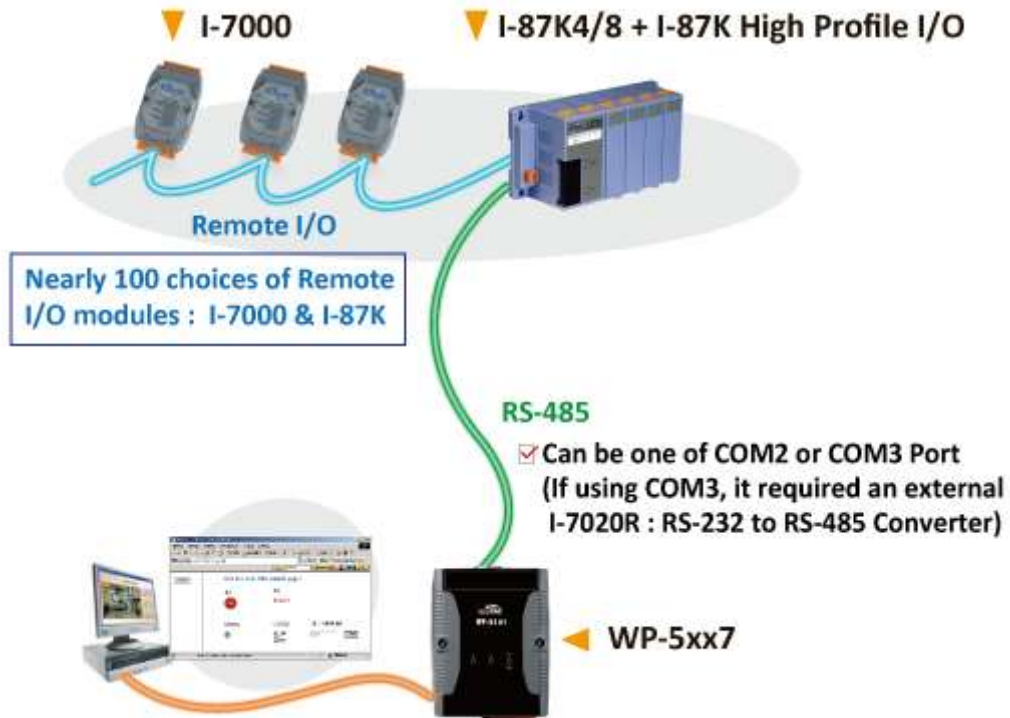 I-7000
I-87K4/8 + I-87K High Profile I/O
Remote I/O
Nearly 100 choices of Remote
I/O modules : I-7000 & I-87K
RS-485
Can be one of COM2 or COM3 Port
(If using COM3, it required an external
I-7020R : RS-232 to RS-485 Converter)
WP-5xx7